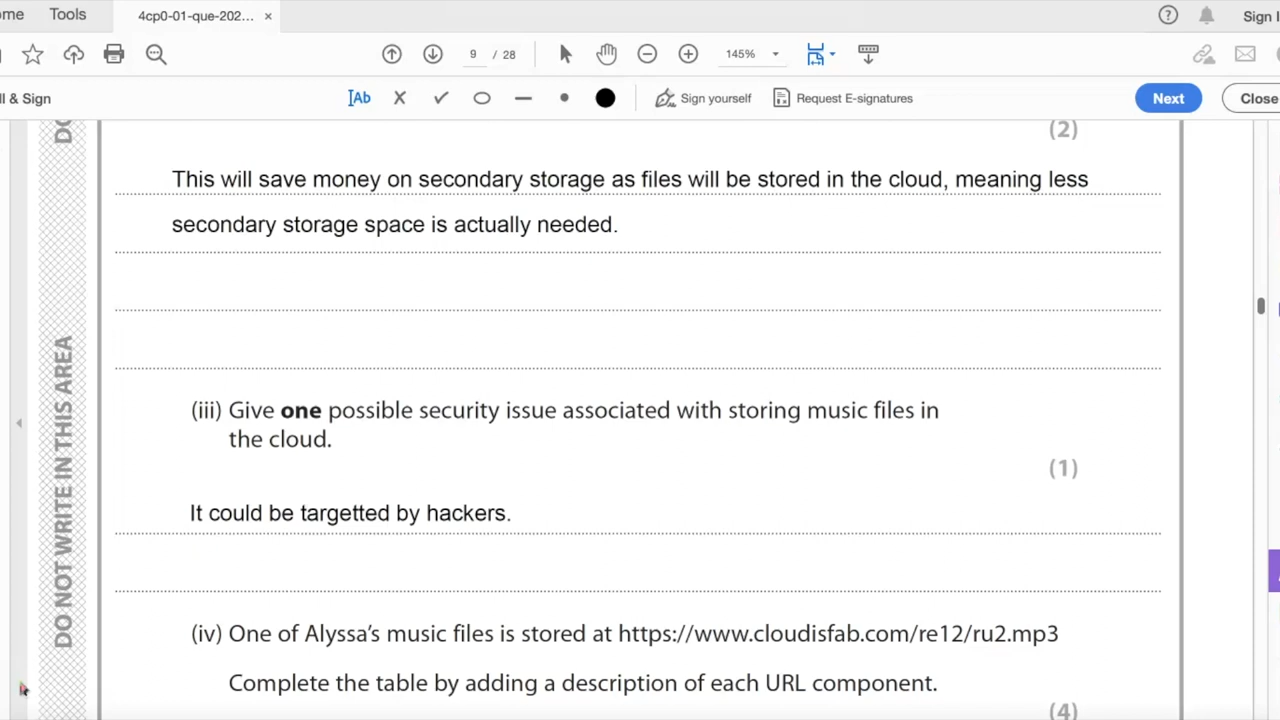 ome Tools 4cp0-01-que-202... × Sign I
9 / 28 145%
ll & Sign Ab Sign yourself Request E-signatures Next Close
(2)
This will save money on secondary storage as files will be stored in the cloud, meaning less
secondary storage space is actually needed.
(iii) Give one possible security issue associated with storing music files in
the cloud.
(1)
It could be targetted by hackers.
(iv) One of Alyssa's music files is stored at https://www.cloudisfab.com/re12/ru2.mp3
Complete the table by adding a description of each URL component.
(4)
DO NOT WRITE IN THIS AREA
DO